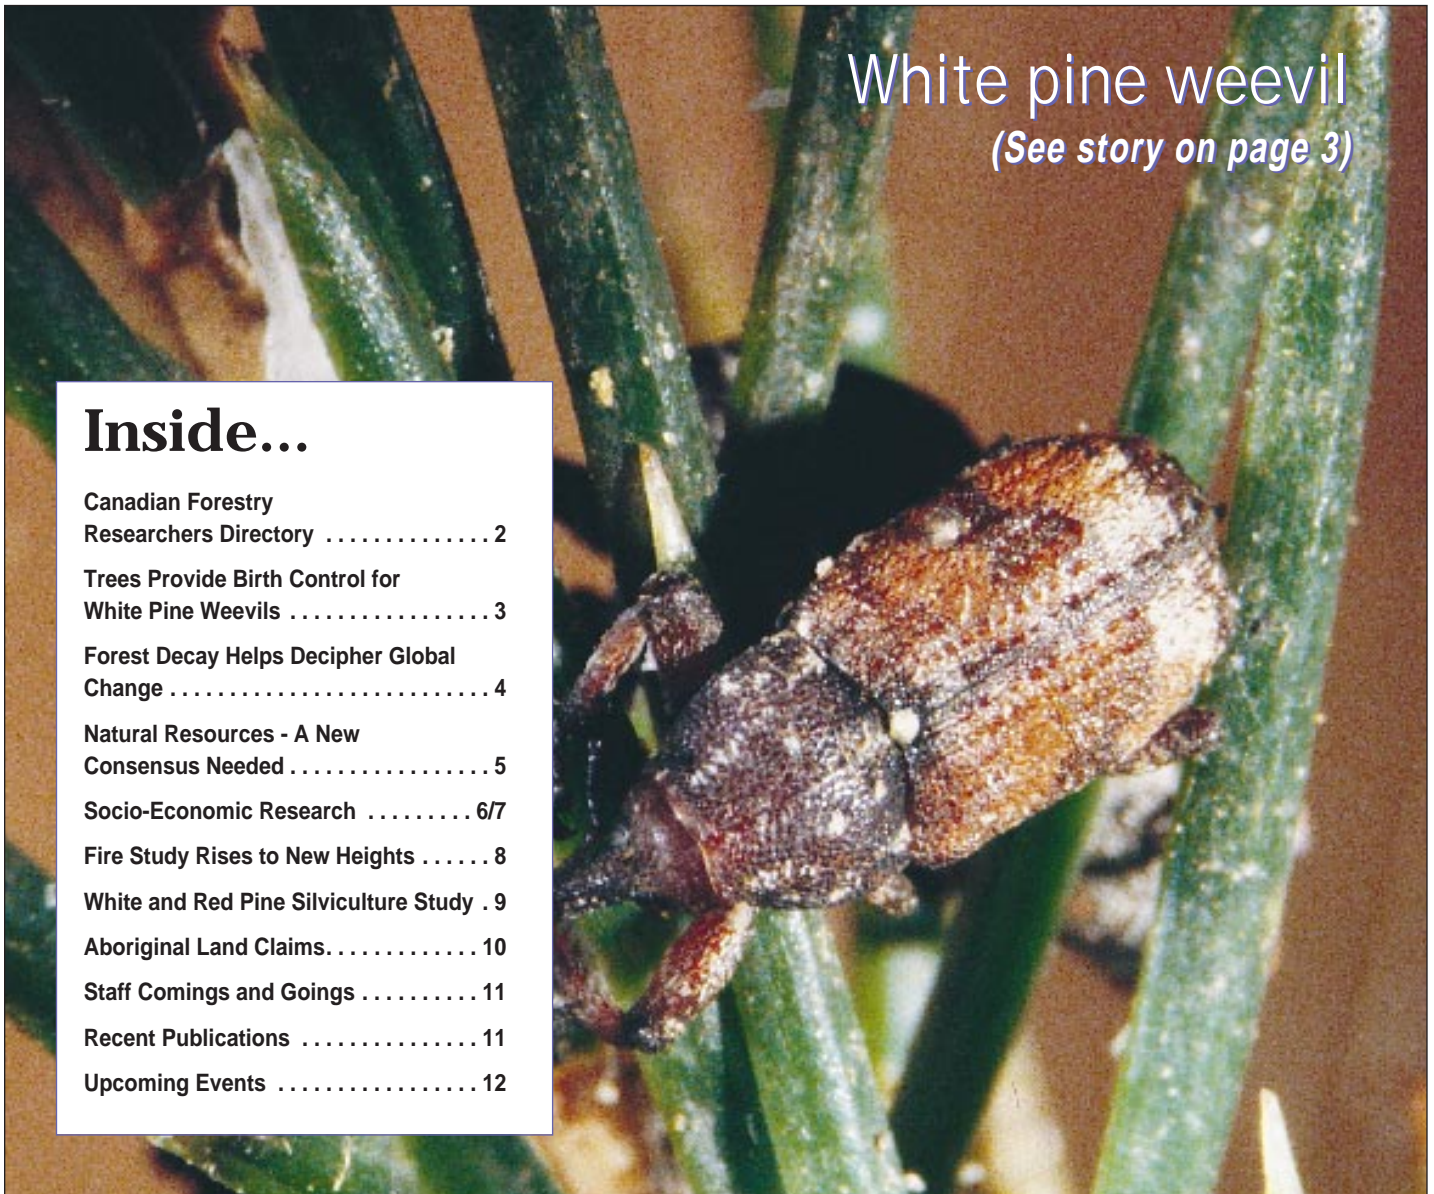 White pine weevil
(See story on page 3)
Inside...
Canadian Forestry
Researchers Directory . . . . . . . . . . . . . . 2
Trees Provide Birth Control for
White Pine Weevils . . . . . . . . . . . . . . . . . 3
Forest Decay Helps Decipher Global
Change . . . . . . . . . . . . . . . . . . . . . . . . . . . 4
Natural Resources - A New
Consensus Needed . . . . . . . . . . . . . . . . . 5
Socio-Economic Research . . . . . . . . . 6/7
Fire Study Rises to New Heights . . . . . . 8
White and Red Pine Silviculture Study . 9
Aboriginal Land Claims. . . . . . . . . . . . . 10
Staff Comings and Goings . . . . . . . . . . 11
Recent Publications . . . . . . . . . . . . . . . 11
Upcoming Events . . . . . . . . . . . . . . . . . 12